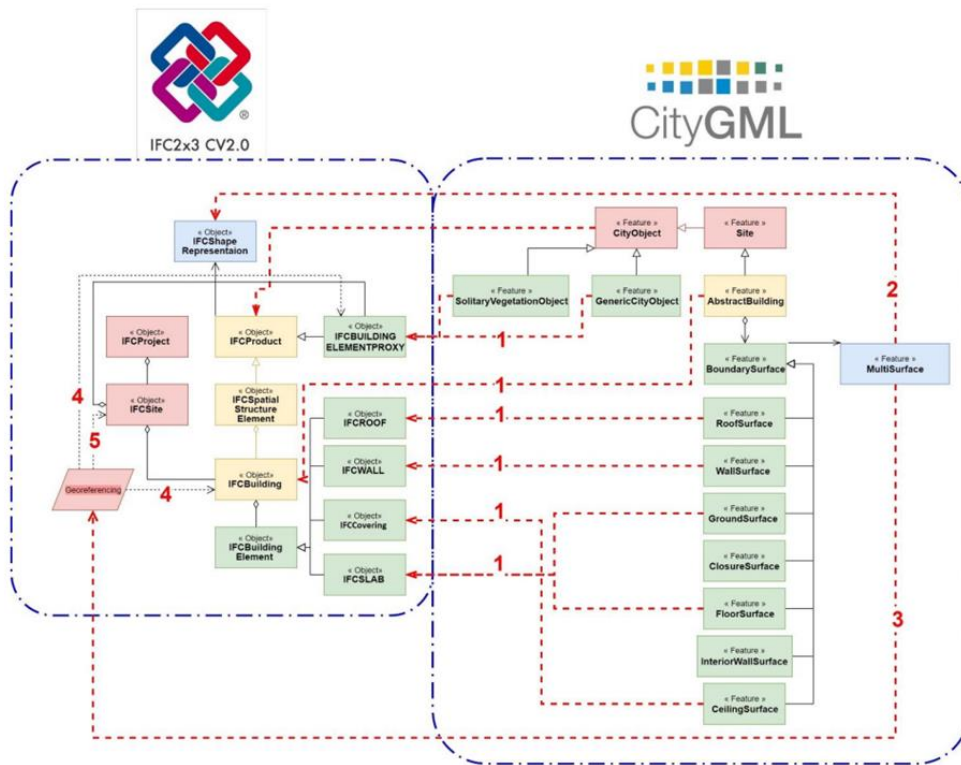 ®
IFC2x3 CV2.0
CityGML
« Object»
IFCShape
Representaion
« Feature »
CityObject
« Feature »
Site
« Feature »
SolitaryVegetationObject
« Feature »
GenericCityObject
« Feature »
AbstractBuilding
2
« Object»
IFCProject
« Object»
IFCProduct
« Object»
IFCBUILDING
ELEMENTPROXY
1
« Feature »
BoundarySurface
« Feature »
MultiSurface
4
« Object»
IFCSite
« Object»
IFCSpatial
Structure
Element
1
« Object»
IFCROOF
1
« Feature »
RoofSurface
5
« Object»
IFCWALL
1
« Feature »
WallSurface
Georeferencing
4
« Object»
IFCBuilding
« Object»
IFCCovering
1
« Feature »
GroundSurface
« Object»
IFCBuilding
Element
« Object»
IFCSLAB
1
« Feature »
ClosureSurface
« Feature »
FloorSurface
3
« Feature »
InteriorWallSurface
« Feature »
CeilingSurface